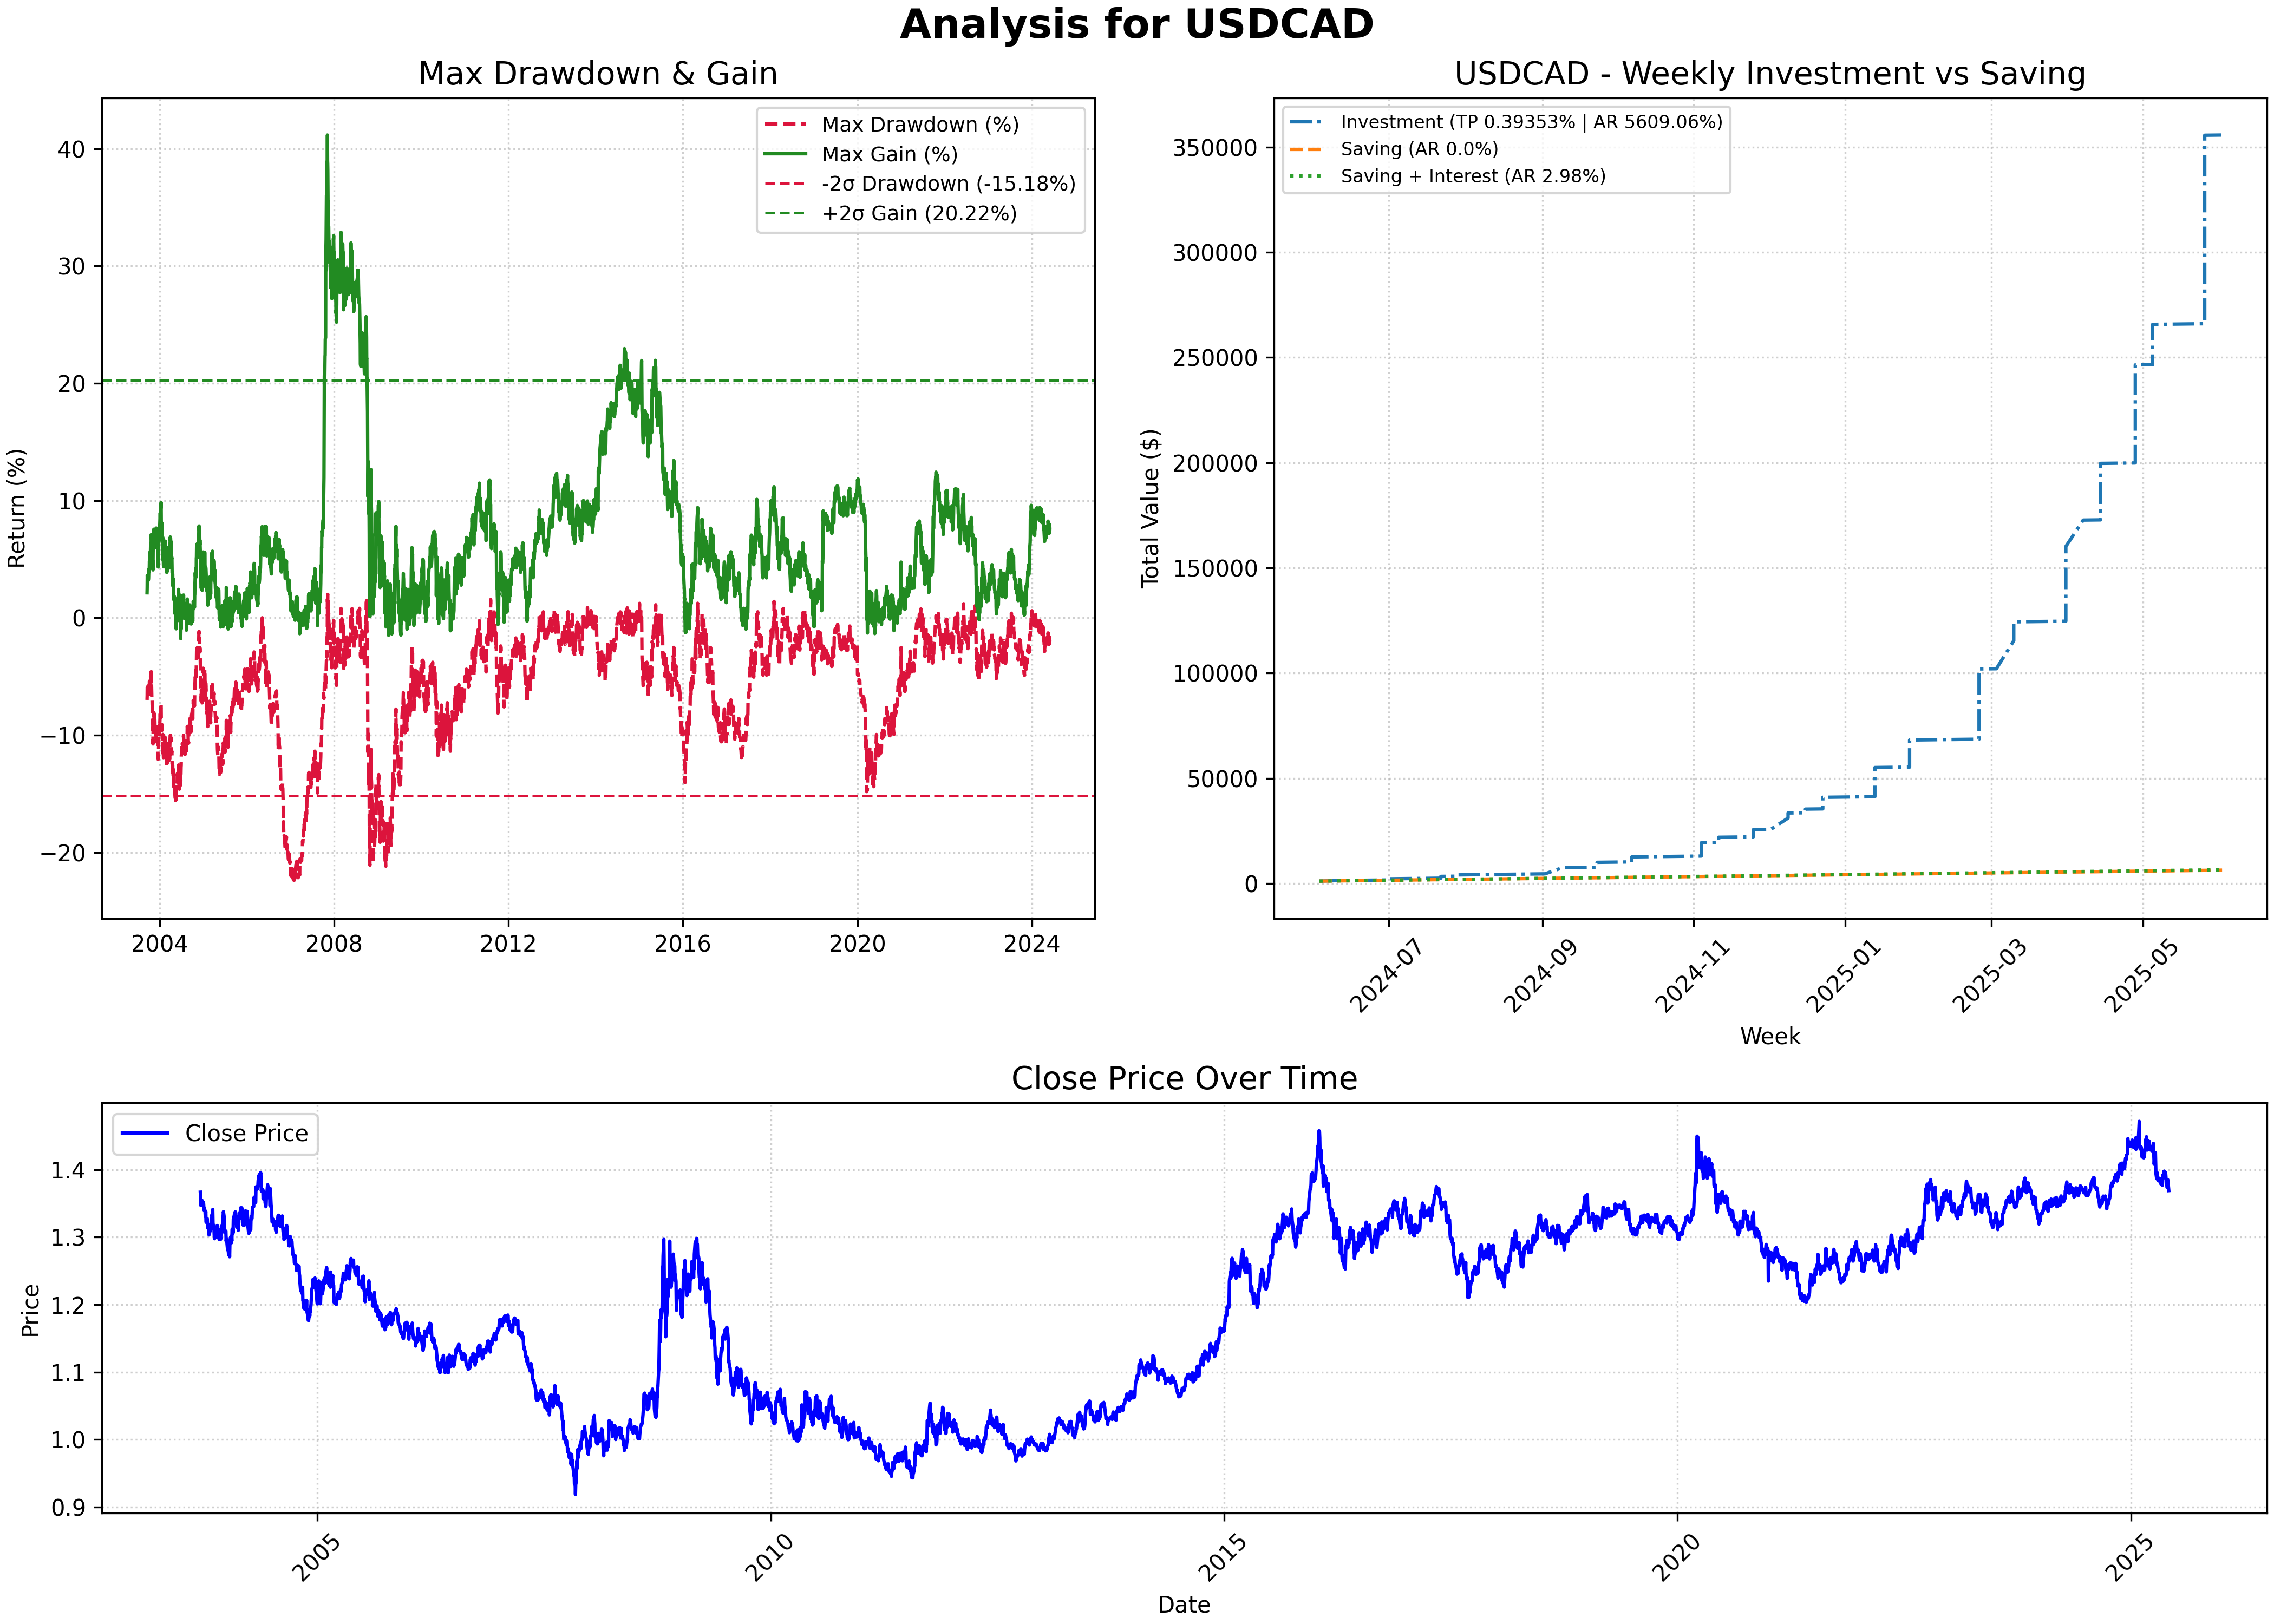 Analysis for USDCAD
Max Drawdown & Gain
Return (%)
40
30
20
10
0
−10
−20
2004
2008
2012
2016
2020
2024
Max Drawdown (%)
Max Gain (%)
-2σ Drawdown (-15.18%)
+2σ Gain (20.22%)
USDCAD - Weekly Investment vs Saving
Total Value ($)
350000
300000
250000
200000
150000
100000
50000
0
Investment (TP 0.39353% | AR 5609.06%)
Saving (AR 0.0%)
Saving + Interest (AR 2.98%)
2024-07
2024-09
2024-11
2025-01
2025-03
2025-05
Week
Close Price Over Time
Close Price
Price
1.4
1.3
1.2
1.1
1.0
0.9
2005
2010
2015
2020
2025
Date